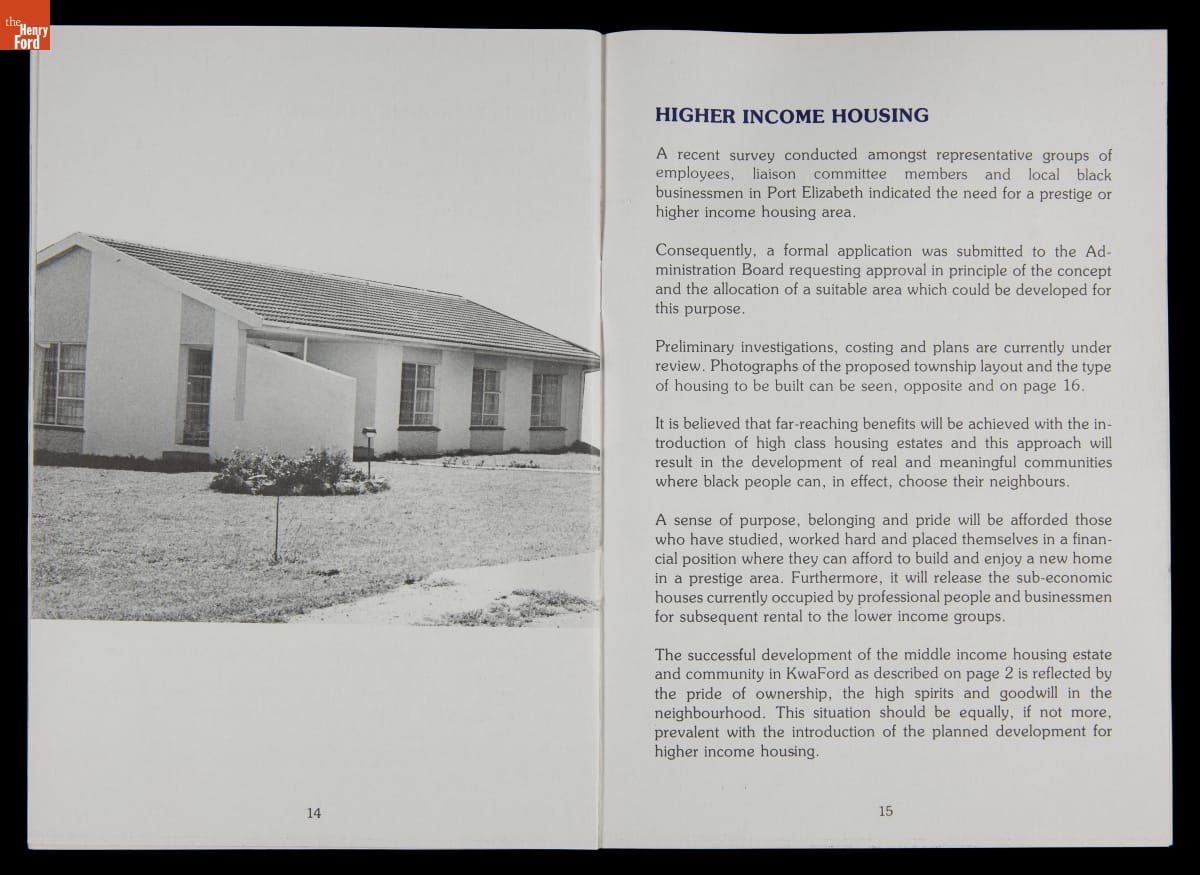 the
Henry
Ford
14
HIGHER INCOME HOUSING
A recent survey conducted amongst representative groups of
employees, liaison committee members and local black
businessmen in Port Elizabeth indicated the need for a prestige or
higher income housing area.
Consequently, a formal application was submitted to the Ad-
ministration Board requesting approval in principle of the concept
and the allocation of a suitable area which could be developed for
this purpose.
Preliminary investigations, costing and plans are currently under
review. Photographs of the proposed township layout and the type
of housing to be built can be seen, opposite and on page 16.
It is believed that far-reaching benefits will be achieved with the in-
troduction of high class housing estates and this approach will
result in the development of real and meaningful communities
where black people can, in effect, choose their neighbours.
A sense of purpose, belonging and pride will be afforded those
who have studied, worked hard and placed themselves in a finan-
cial position where they can afford to build and enjoy a new home
in a prestige area. Furthermore, it will release the sub-economic
houses currently occupied by professional people and businessmen
for subsequent rental to the lower income groups.
The successful development of the middle income housing estate
and community in KwaFord as described on page 2 is reflected by
the pride of ownership, the high spirits and goodwill in the
neighbourhood. This situation should be equally, if not more,
prevalent with the introduction of the planned development for
higher income housing.
15